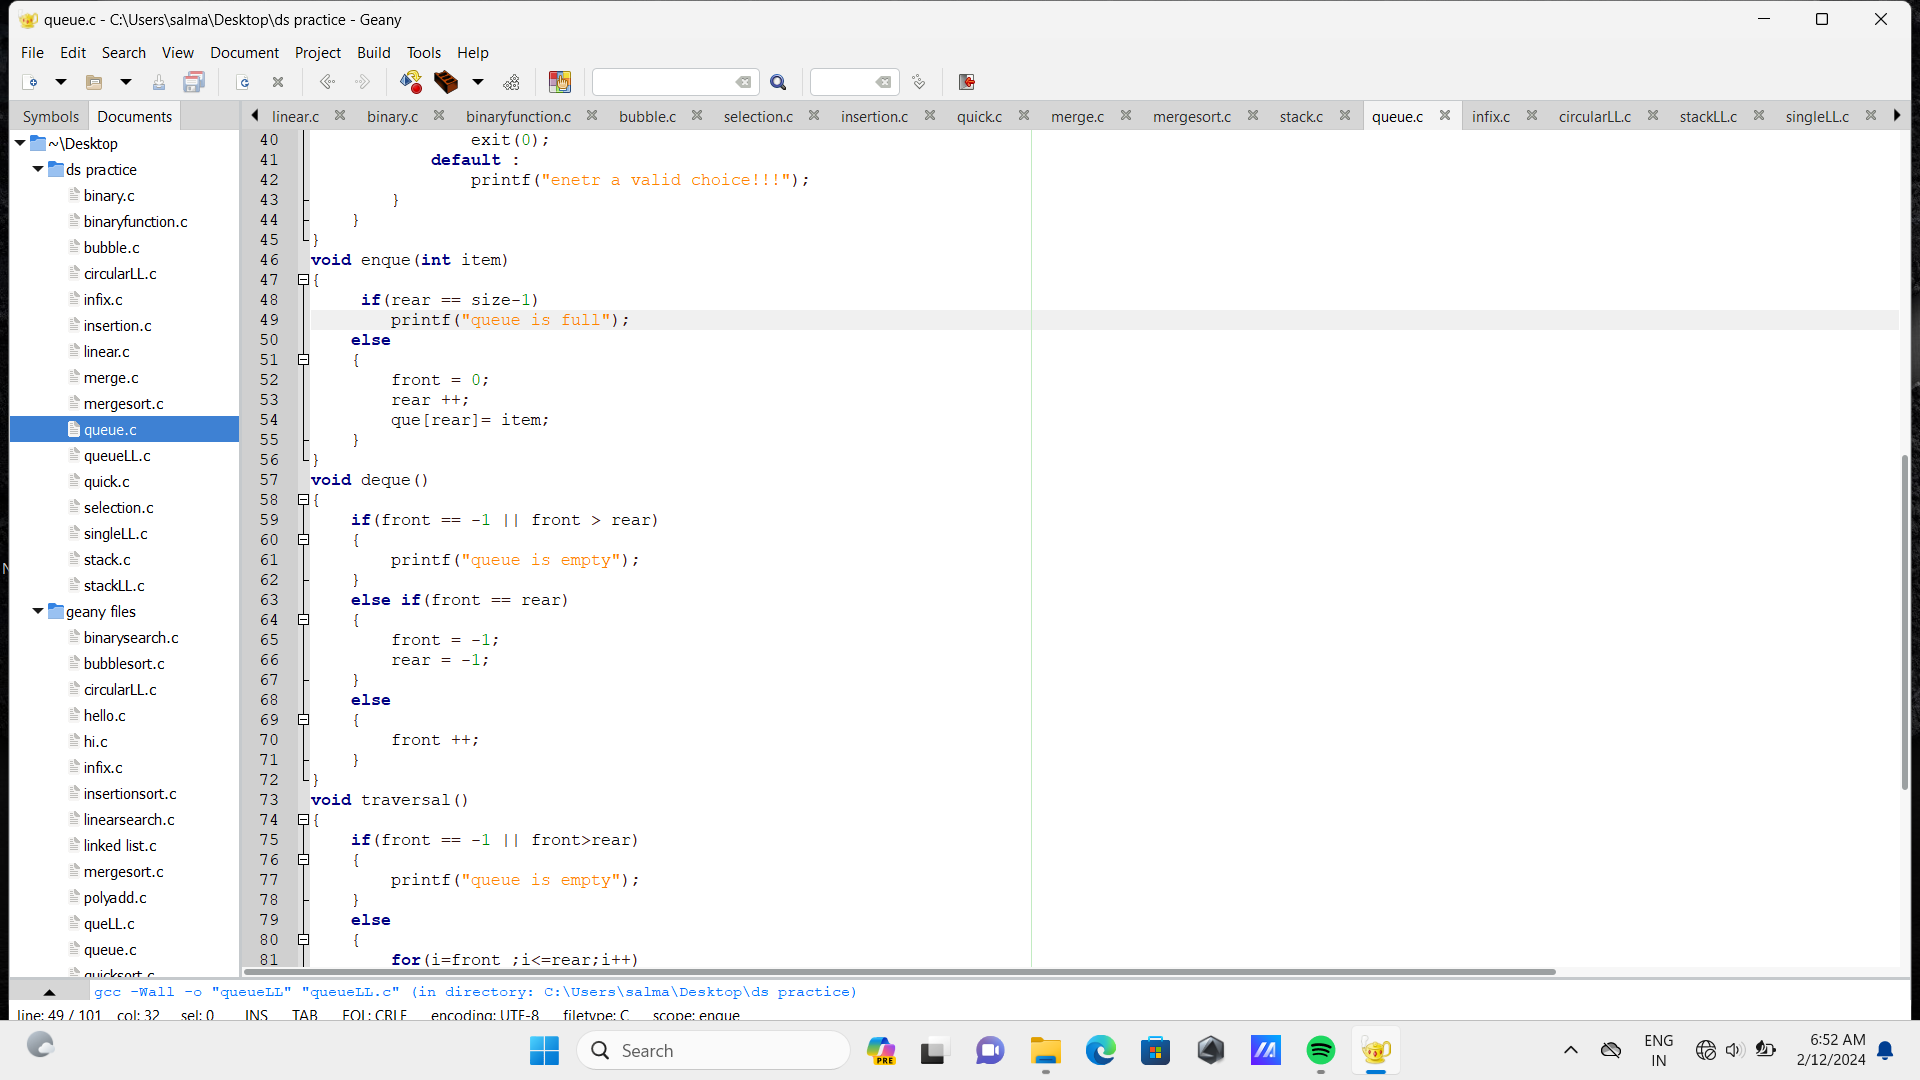 queue.c - C:\Users\salma\Desktop\ds practice - Geany
File Edit Search View Document Project Build Tools Help
Symbols Documents
linear.c binary.c binaryfunction.c bubble.c selection.c insertion.c quick.c merge.c mergesort.c stack.c queue.c infix.c circularLL.c stackLL.c singleLL.c
~\Desktop
ds practice
binary.c
binaryfunction.c
bubble.c
circularLL.c
infix.c
insertion.c
linear.c
merge.c
mergesort.c
queue.c
queueLL.c
quick.c
selection.c
singleLL.c
stack.c
stackLL.c
geany files
binarysearch.c
bubblesort.c
circularLL.c
hello.c
hi.c
infix.c
insertionsort.c
linearsearch.c
linked list.c
mergesort.c
polyadd.c
queLL.c
queue.c
quicksort.c
40 exit(0);
41 default :
42 printf("enetr a valid choice!!!");
43 }
44 }
45 }
46 void enque(int item)
47 {
48 if(rear == size-1)
49 printf("queue is full");
50 else
51 {
52 front = 0;
53 rear ++;
54 que[rear]= item;
55 }
56 }
57 void deque()
58 {
59 if(front == -1 || front > rear)
60 {
61 printf("queue is empty");
62 }
63 else if(front == rear)
64 {
65 front = -1;
66 rear = -1;
67 }
68 else
69 {
70 front ++;
71 }
72 }
73 void traversal()
74 {
75 if(front == -1 || front>rear)
76 {
77 printf("queue is empty");
78 }
79 else
80 {
81 for(i=front ;i<=rear;i++)
gcc -Wall -o "queueLL" "queueLL.c" (in directory: C:\Users\salma\Desktop\ds practice)
line: 49 / 101 col: 32 sel: 0 INS TAB EOL: CRLF encoding: UTF-8 filetype: C scope: enque
Search
PRE
ENG
IN
6:52 AM
2/12/2024